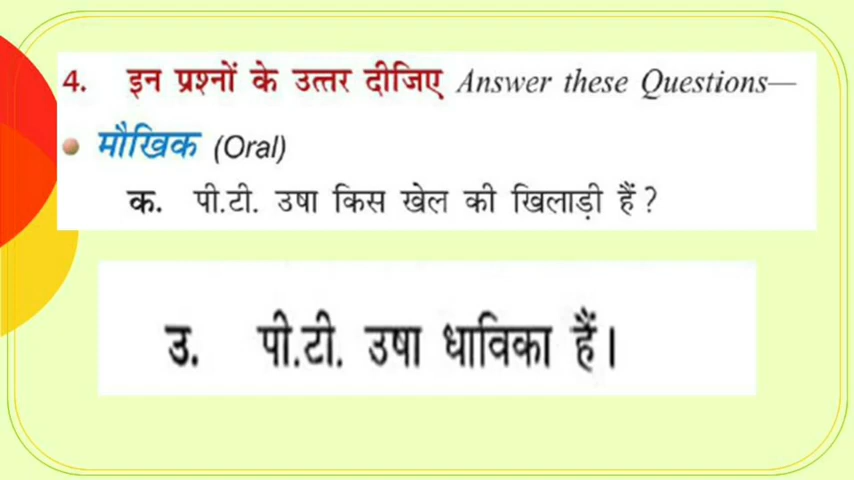 4. इन प्रश्नों के उत्तर दीजिए Answer these Questions—
मौखिक (Oral)
क. पी.टी. उषा किस खेल की खिलाड़ी हैं?
उ. पी.टी. उषा धाविका हैं।